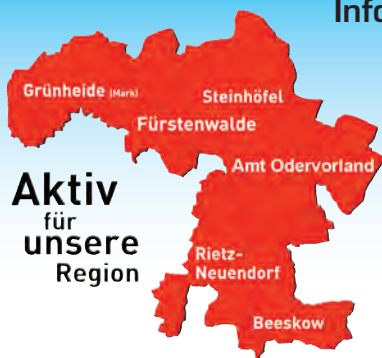 Info
Grünheide (Mark)
Steinhöfel
Fürstenwalde
Amt Odervorland
Aktiv
für
unsere
Region
Rietz-
Neuendorf
Beeskow